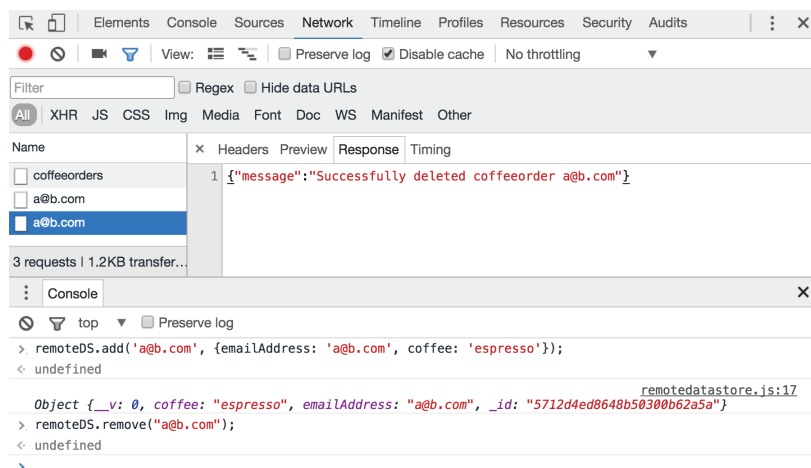 Elements Console Sources Network Timeline Profiles Resources Security Audits
View: Preserve log Disable cache No throttling
Filter Regex Hide data URLs
All XHR JS CSS Img Media Font Doc WS Manifest Other
Name × Headers Preview Response Timing
coffeeorders
1 {"message":"Successfully deleted coffeeorder a@b.com"}
a@b.com
a@b.com
3 requests | 1.2KB transfer...
Console
top ▼ Preserve log
> remoteDS.add('a@b.com', {emailAddress: 'a@b.com', coffee: 'espresso'});
undefined
remotedatastore.js:17
Object {__v: 0, coffee: "espresso", emailAddress: "a@b.com", _id: "5712d4ed8648b50300b62a5a"}
> remoteDS.remove("a@b.com");
undefined
>